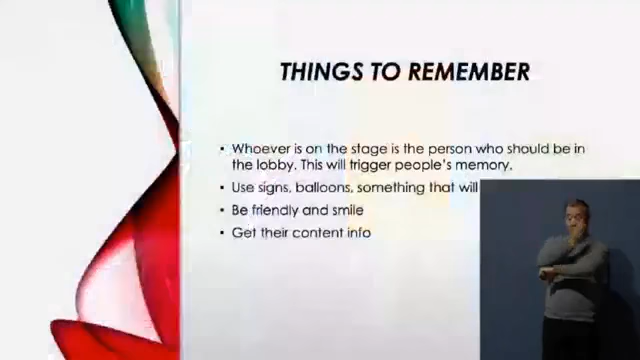 THINGS TO REMEMBER
• Whoever is on the stage is the person who should be in
the lobby. This will trigger people's memory.
• Use signs, balloons, something that will
• Be friendly and smile
• Get their content info